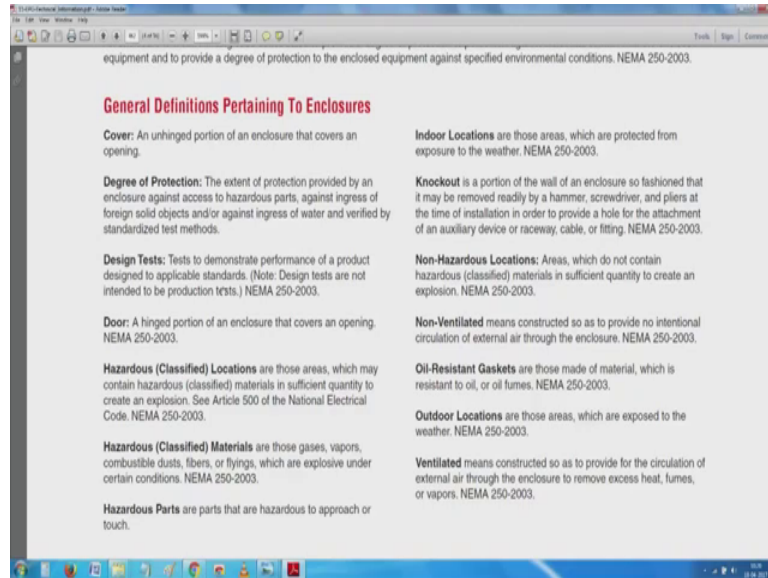 File Edit View Window Help
Tools Sign Comment
equipment and to provide a degree of protection to the enclosed equipment against specified environmental conditions. NEMA 250-2003.
General Definitions Pertaining To Enclosures
Cover: An unhinged portion of an enclosure that covers an
opening.
Degree of Protection: The extent of protection provided by an
enclosure against access to hazardous parts, against ingress of
foreign solid objects and/or against ingress of water and verified by
standardized test methods.
Design Tests: Tests to demonstrate performance of a product
designed to applicable standards. (Note: Design tests are not
intended to be production tests.) NEMA 250-2003.
Door: A hinged portion of an enclosure that covers an opening.
NEMA 250-2003.
Hazardous (Classified) Locations are those areas, which may
contain hazardous (classified) materials in sufficient quantity to
create an explosion. See Article 500 of the National Electrical
Code. NEMA 250-2003.
Hazardous (Classified) Materials are those gases, vapors,
combustible dusts, fibers, or flyings, which are explosive under
certain conditions. NEMA 250-2003.
Hazardous Parts are parts that are hazardous to approach or
touch.
Indoor Locations are those areas, which are protected from
exposure to the weather. NEMA 250-2003.
Knockout is a portion of the wall of an enclosure so fashioned that
it may be removed readily by a hammer, screwdriver, and pliers at
the time of installation in order to provide a hole for the attachment
of an auxiliary device or raceway, cable, or fitting. NEMA 250-2003.
Non-Hazardous Locations: Areas, which do not contain
hazardous (classified) materials in sufficient quantity to create an
explosion. NEMA 250-2003.
Non-Ventilated means constructed so as to provide no intentional
circulation of external air through the enclosure. NEMA 250-2003.
Oil-Resistant Gaskets are those made of material, which is
resistant to oil, or oil fumes. NEMA 250-2003.
Outdoor Locations are those areas, which are exposed to the
weather. NEMA 250-2003.
Ventilated means constructed so as to provide for the circulation of
external air through the enclosure to remove excess heat, fumes,
or vapors. NEMA 250-2003.